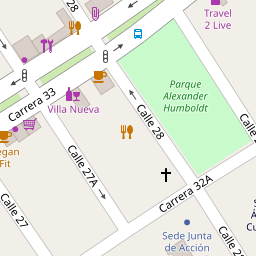 Travel
2 Live
Parque
Alexander
Humboldt
Carrera 33
Villa Nueva
Calle 28
Fit
Calle 27A
Carrera 32A
Calle 27
Sede Junta
de Acción